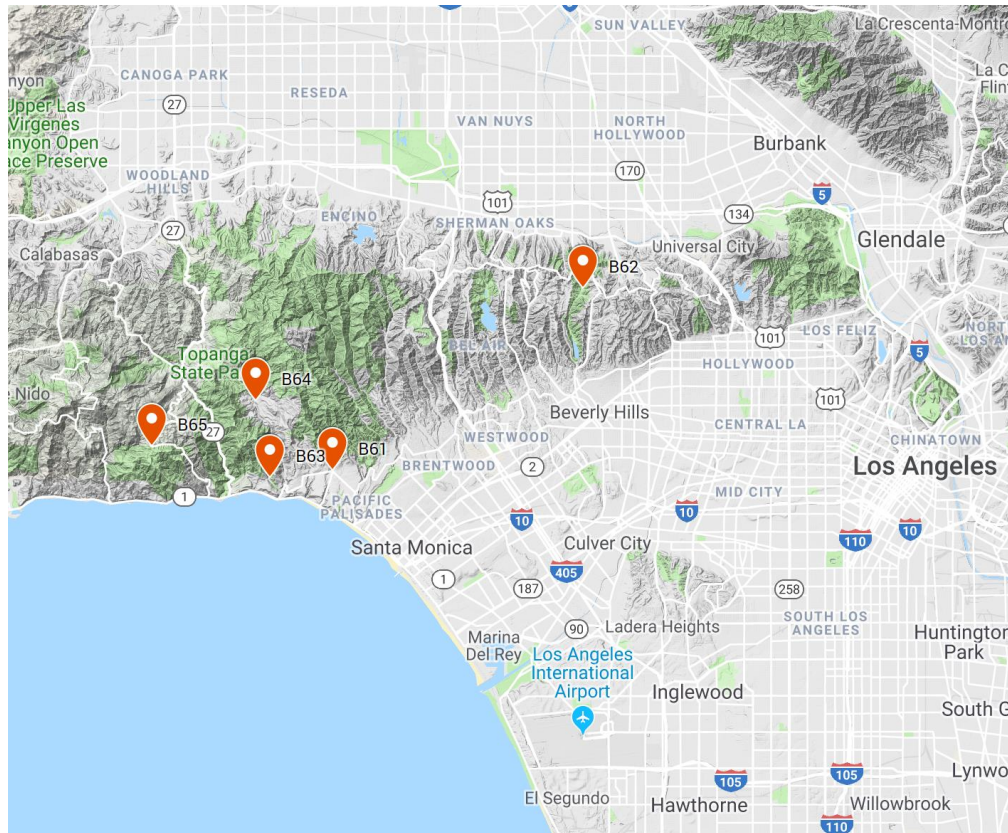 SUN VALLEY
La Crescenta-Montro
nyon
CANOGA PARK
27
RESEDA
La C
Flint
Upper Las
Virgenes
anyon Open
ace Preserve
VAN NUYS
NORTH
HOLLYWOOD
Burbank
WOODLAND
HILLS
170
5
101
134
27
ENCINO
SHERMAN OAKS
Universal City
Glendale
Calabasas
B62
BEL AIR
LOS FELIZ
NOR
LOS AN
101
5
HOLLYWOOD
Topanga
State Pa
B64
e Nido
101
Beverly Hills
B65
27
CENTRAL LA
CHINATOWN
B63
B61
WESTWOOD
BRENTWOOD
2
Los Angeles
1
PACIFIC
PALISADES
MID CITY
10
10
10
110
Santa Monica
Culver City
405
1
187
258
90
Ladera Heights
SOUTH LOS
ANGELES
Marina
Del Rey
Huntington
Park
Los Angeles
International
Airport
Inglewood
South G
105
105
Lynwo
El Segundo
Hawthorne
Willowbrook
110